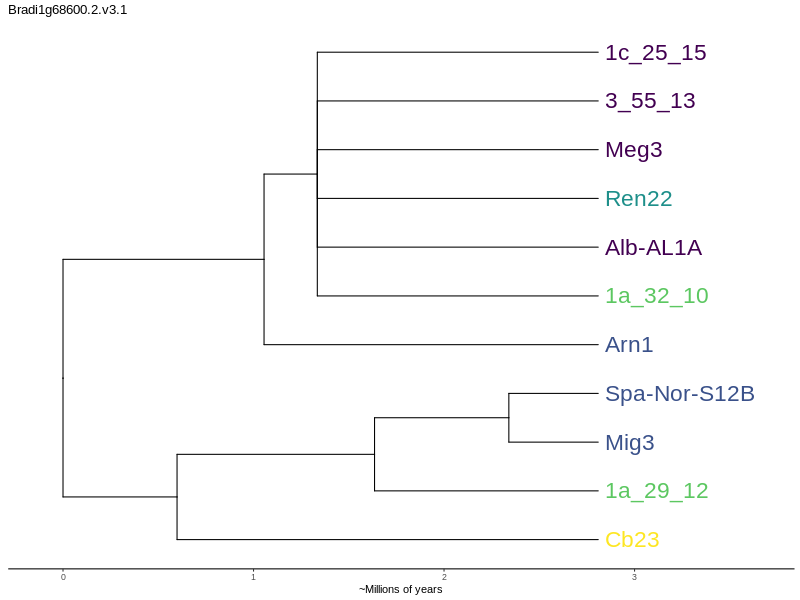 Bradi1g68600.2.v3.1
1c_25_15
3_55_13
Meg3
Ren22
Alb-AL1A
1a_32_10
Arn1
Spa-Nor-S12B
Mig3
1a_29_12
Cb23
0 1 2 3
~Millions of years